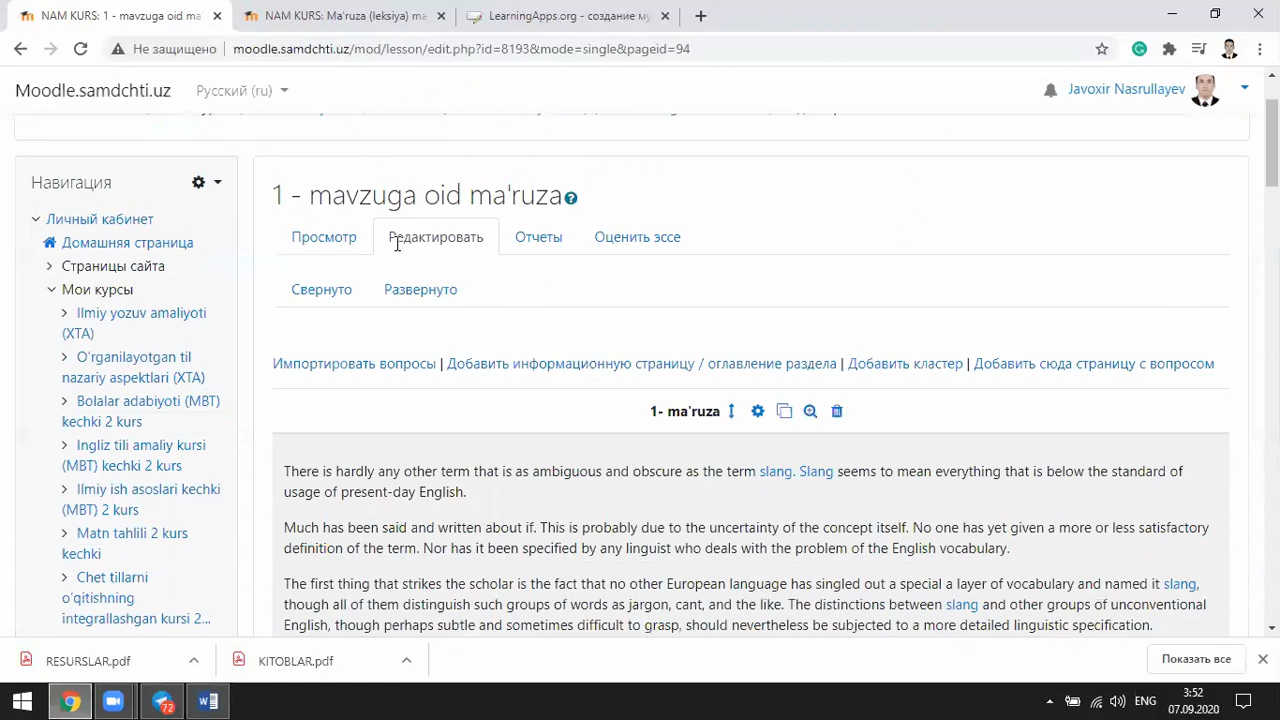 NAM KURS: 1 - mavzuga oid ma
NAM KURS: Ma'ruza (leksiya) ma
LearningApps.org - создание му
Не защищено
moodle.samdchti.uz/mod/lesson/edit.php?id=8193&mode=single&pageid=94
Moodle.samdchti.uz
Русский (ru)
Javoxir Nasrullayev
Навигация
Личный кабинет
Домашняя страница
Страницы сайта
Мои курсы
Ilmiy yozuv amaliyoti
(XTA)
O'rganilayotgan til
nazariy aspektlari (XTA)
Bolalar adabiyoti (MBT)
kechki 2 kurs
Ingliz tili amaliy kursi
(MBT) kechki 2 kurs
Ilmiy ish asoslari kechki
(MBT) 2 kurs
Matn tahlili 2 kurs
kechki
Chet tillarni
o'qitishning
integrallashgan kursi 2...
1 - mavzuga oid ma'ruza
Просмотр
Редактировать
Отчеты
Оценить эссе
Свернуто
Развернуто
Импортировать вопросы | Добавить информационную страницу / оглавление раздела | Добавить кластер | Добавить сюда страницу с вопросом
1- ma'ruza
There is hardly any other term that is as ambiguous and obscure as the term slang. Slang seems to mean everything that is below the standard of
usage of present-day English.
Much has been said and written about if. This is probably due to the uncertainty of the concept itself. No one has yet given a more or less satisfactory
definition of the term. Nor has it been specified by any linguist who deals with the problem of the English vocabulary.
The first thing that strikes the scholar is the fact that no other European language has singled out a special a layer of vocabulary and named it slang,
though all of them distinguish such groups of words as jargon, cant, and the like. The distinctions between slang and other groups of unconventional
English, though perhaps subtle and sometimes difficult to grasp, should nevertheless be subjected to a more detailed linguistic specification.
RESURSLAR.pdf
KITOBLAR.pdf
Показать все
72
ENG
3:52
07.09.2020